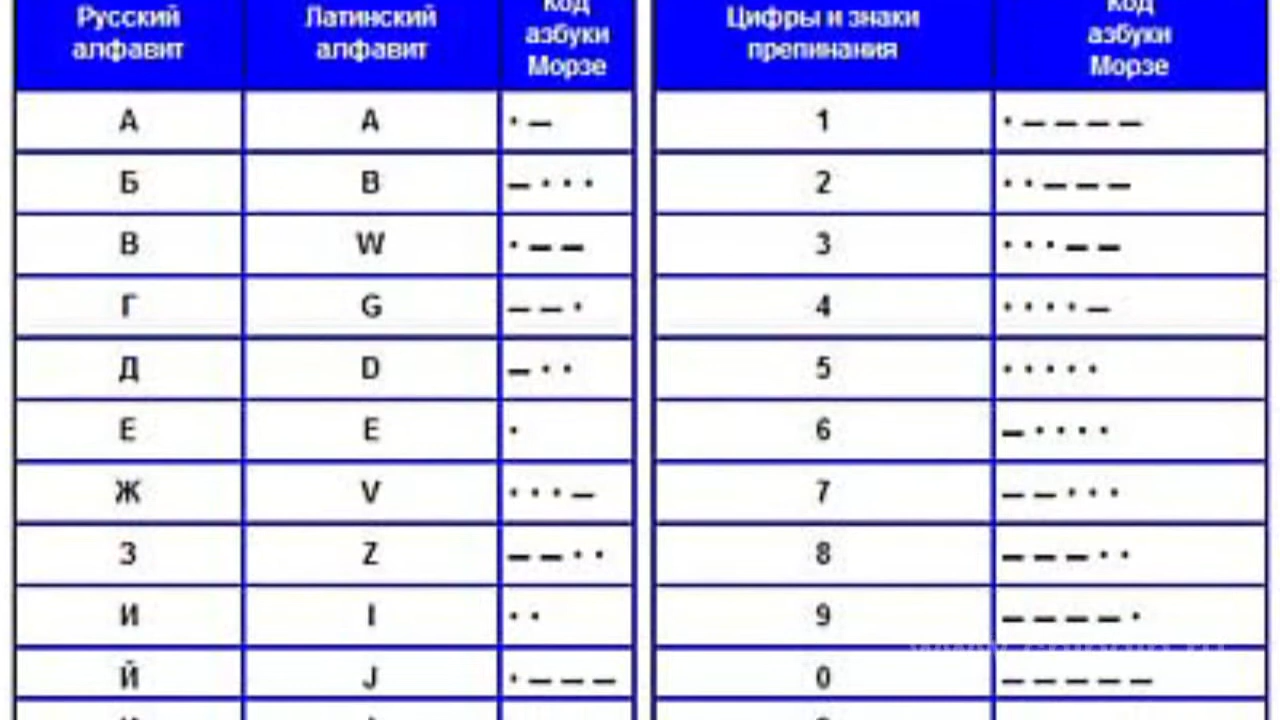 Русский алфавит Латинский алфавит Код азбуки Морзе Цифры и знаки препинания Код азбуки Морзе
А A · – 1 · – – – –
Б B – · · · 2 · · – – –
В W · – – 3 · · · – –
Г G – – · 4 · · · · –
Д D – · · 5 · · · · ·
Е E · 6 – · · · ·
Ж V · · · – 7 – – · · ·
З Z – – · · 8 – – – · ·
И I · · 9 – – – – ·
Й J · – – – 0 – – – – –